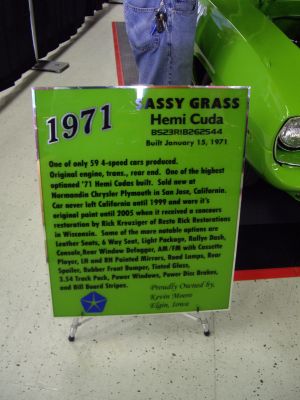 1971
SASSY GRASS
Hemi Cuda
BS23R1B262544
Built January 15, 1971
One of only 59 4-speed cars produced.
Original engine, trans., rear end. One of the highest
optioned '71 Hemi Cudas built. Sold new at
Normandin Chrysler Plymouth in San Jose, California.
Car never left California until 1999 and wore it's
original paint until 2005 when it received a concours
restoration by Rick Kreuziger of Resto Rick Restorations
in Wisconsin. Some of the more notable options are
Leather Seats, 6 Way Seat, Light Package, Rallye Dash,
Console, Rear Window Defogger, AM/FM with Cassette
Player, LH and RH Painted Mirrors, Road Lamps, Rear
Spoiler, Rubber Front Bumper, Tinted Glass,
3.54 Track Pack, Power Windows, Power Disc Brakes,
and Bill Board Stripes.
Proudly Owned by,
Kevin Moore
Elgin, Iowa